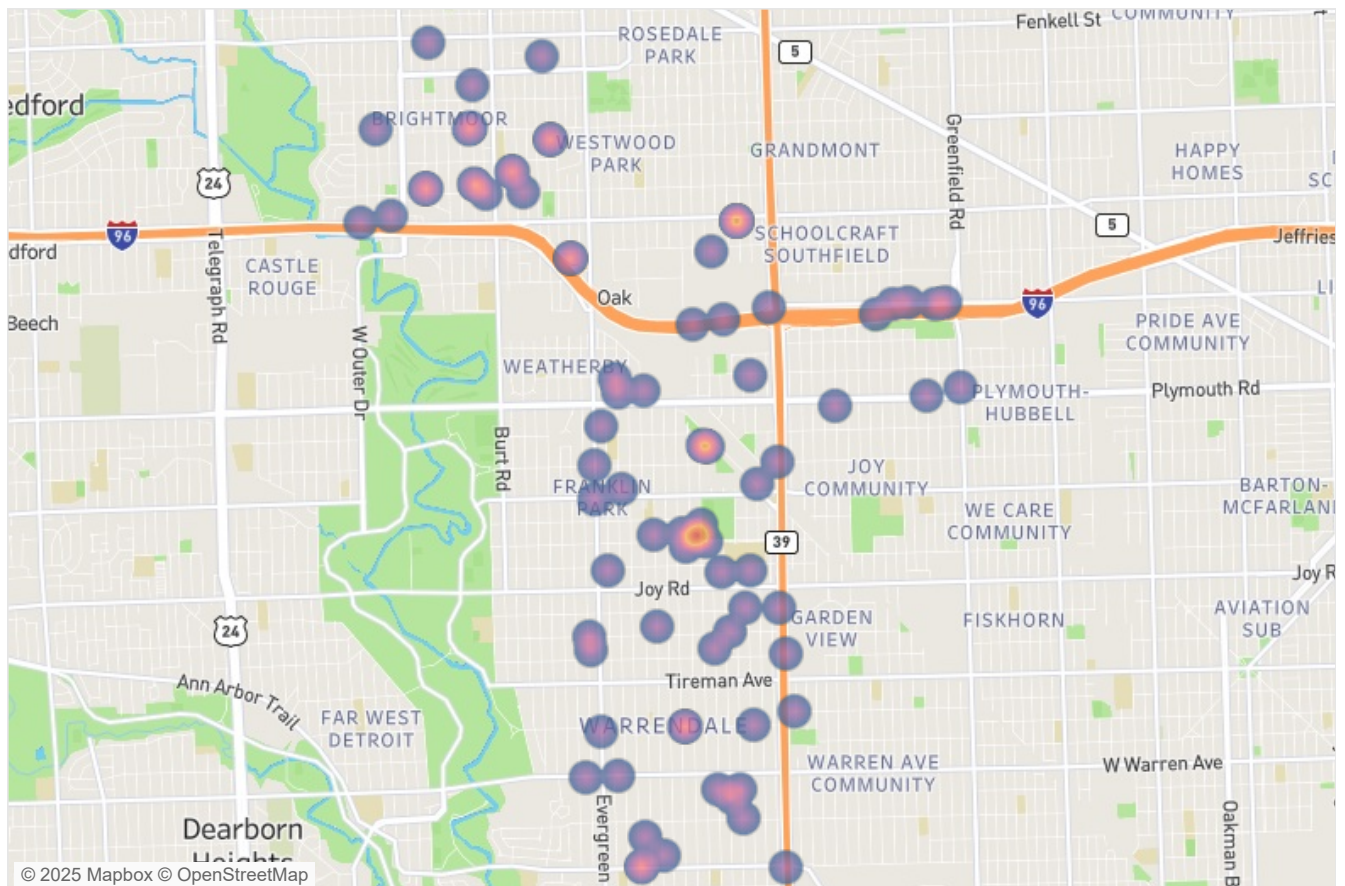 Fenkell St
COMMUNITY
ROSEDALE
PARK
5
edford
BRIGHTMOOR
WESTWOOD
PARK
GRANDMONT
Greenfield Rd
HAPPY
HOMES
SC
24
5
96
dford
Telegraph Rd
SCHOOLCRAFT
SOUTHFIELD
Jeffries
CASTLE
ROUGE
Oak
96
LI
Beech
PRIDE AVE
COMMUNITY
W Outer Dr
WEATHERBY
PLYMOUTH-
HUBBELL
Plymouth Rd
Burt Rd
JOY
COMMUNITY
FRANKLIN
PARK
BARTON-
MCFARLAN
WE CARE
COMMUNITY
39
Joy Rd
Joy R
GARDEN
VIEW
FISKHORN
AVIATION
SUB
24
Tireman Ave
Ann Arbor Trail
FAR WEST
DETROIT
WARRENDALE
WARREN AVE
COMMUNITY
W Warren Ave
Evergreen
Oakman B
Dearborn
Heights
© 2025 Mapbox © OpenStreetMap